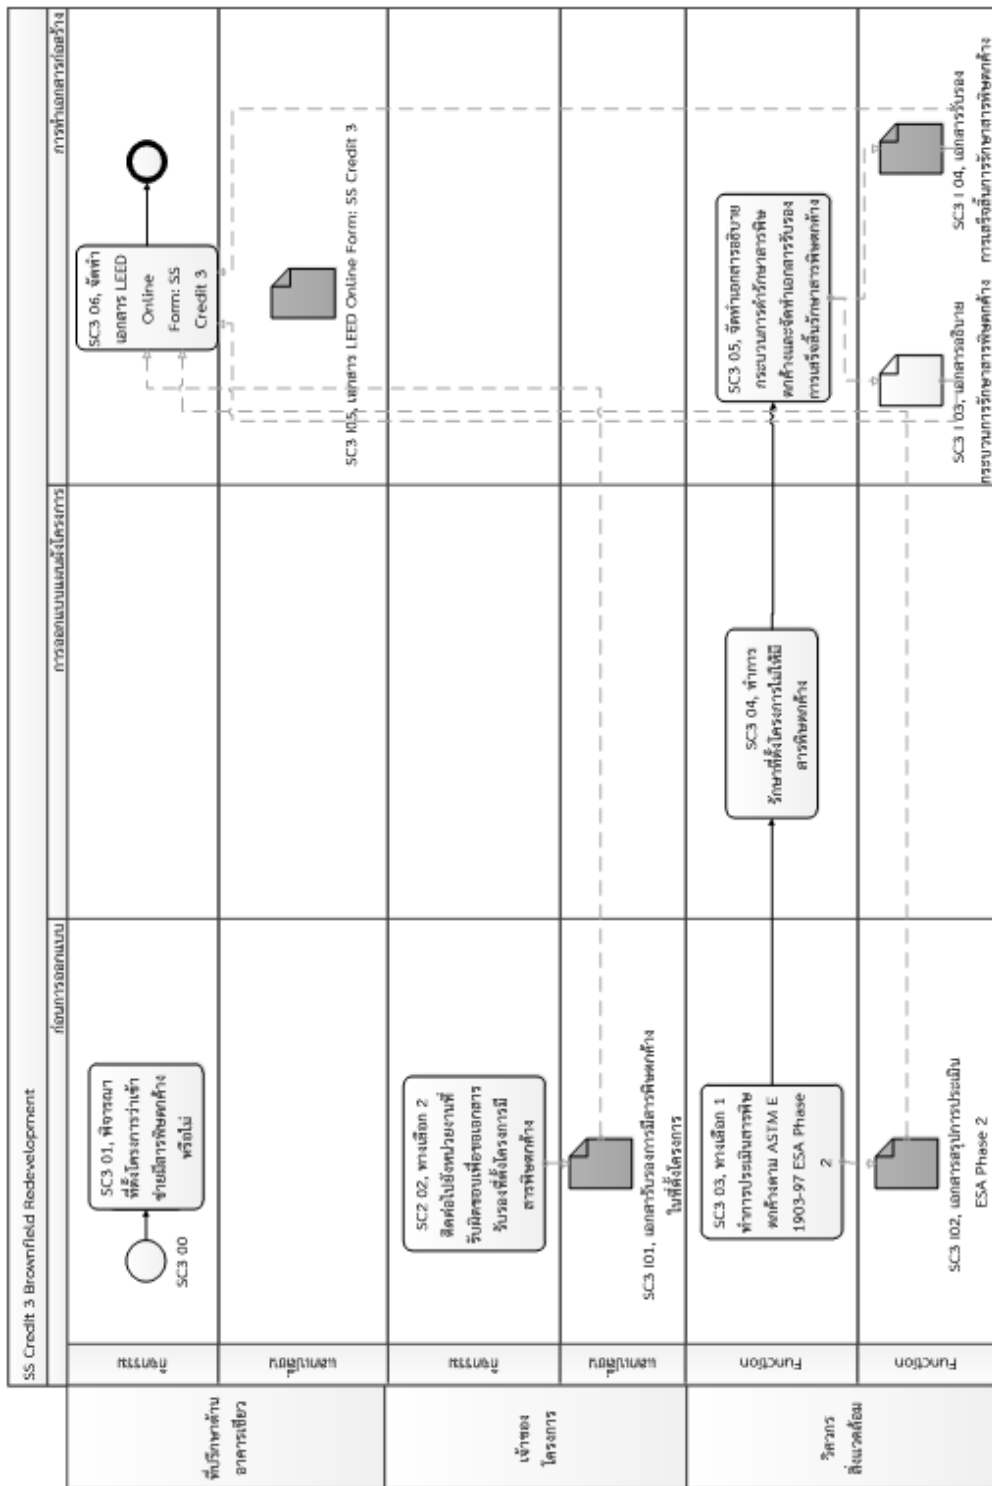 SS Credit 3 Brownfield Redevelopment
ก่อนการออกแบบ
การออกแบบแผนผังโครงการ
การทำเอกสารก่อสร้าง
ที่ปรึกษาด้าน
อาคารเขียว
กิจกรรม
SC3 00
SC3 01, พิจารณา
ที่ตั้งโครงการว่าเข้า
ข่ายมีสารพิษตกค้าง
หรือไม่
SC3 06, จัดทำ
เอกสาร LEED
Online
Form: SS
Credit 3
SC3 I05, เอกสาร LEED Online Form: SS Credit 3
เจ้าของ
โครงการ
กิจกรรม
SC2 02, ทางเลือก 2
ติดต่อไปยังหน่วยงานที่
รับผิดชอบเพื่อขอเอกสาร
รับรองที่ตั้งโครงการมี
สารพิษตกค้าง
SC3 I01, เอกสารับรองการมีสารพิษตกค้าง
ในที่ตั้งโครงการ
วิศวกร
สิ่งแวดล้อม
Function
SC3 03, ทางเลือก 1
ทำการประเมินสารพิษ
ตกค้างตาม ASTM E
1903-97 ESA Phase
2
SC3 04, ทำการ
รักษาที่ตั้งโครงการไม่ให้มี
สารพิษตกค้าง
SC3 05, จัดทำเอกสารอธิบาย
กระบวนการดำรักษาสารพิษ
ตกค้างและจัดทำเอกสารรับรอง
การเสร็จสิ้นรักษาสารพิษตกค้าง
Function
SC3 I02, เอกสารสรุปการประเมิน
ESA Phase 2
SC3 I 03, เอกสารอธิบาย
กระบวนการรักษาสารพิษตกค้าง
SC3 I 04, เอกสารรับรอง
การเสร็จสิ้นการรักษาสารพิษตกค้าง